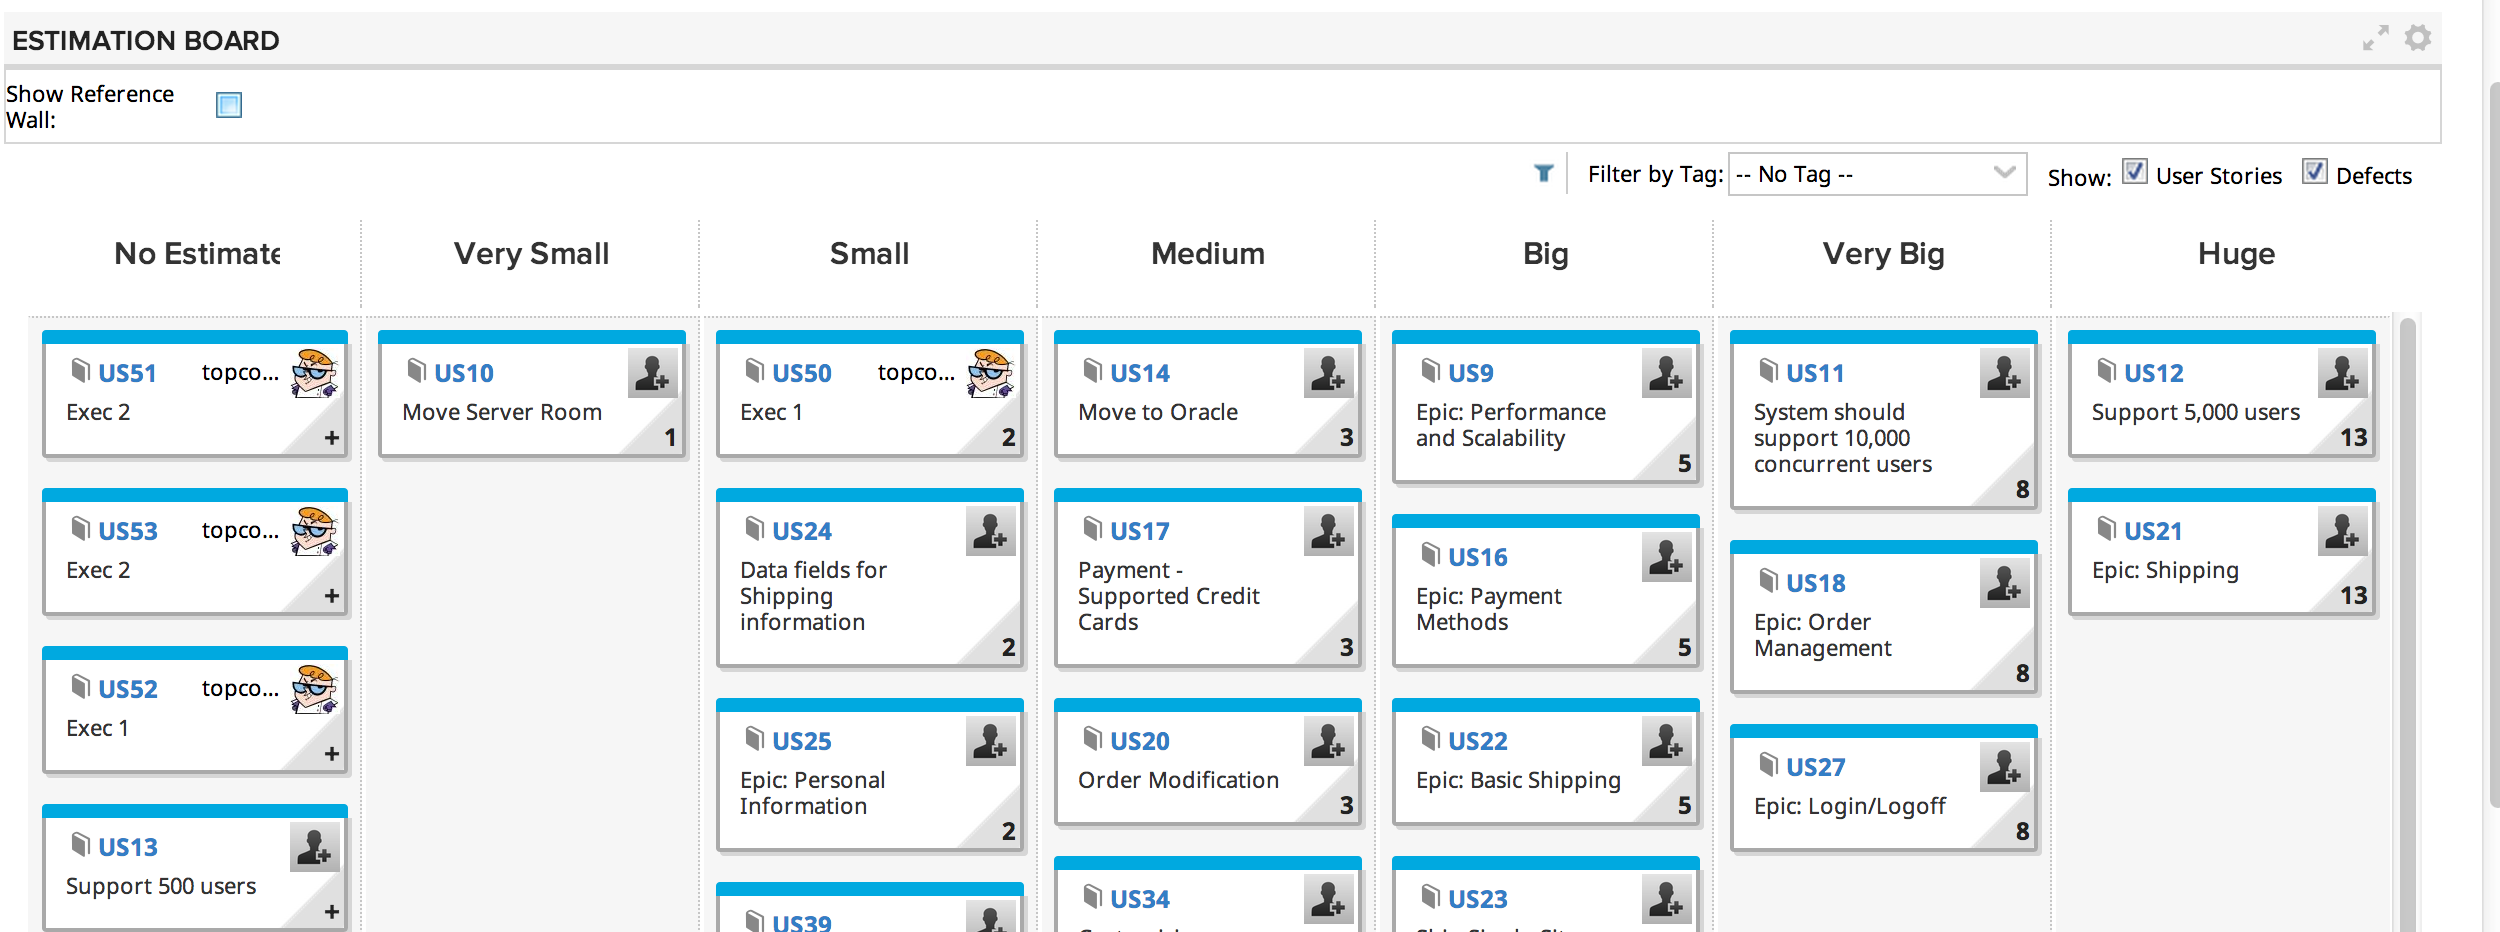 ESTIMATION BOARD
Show Reference
Wall:
Filter by Tag: -- No Tag -- Show: User Stories Defects
No Estimate
Very Small
Small
Medium
Big
Very Big
Huge
US51 topco...
Exec 2
+
US53 topco...
Exec 2
+
US52 topco...
Exec 1
+
US13
Support 500 users
+
US10
Move Server Room
1
US50 topco...
Exec 1
2
US24
Data fields for
Shipping
information
2
US25
Epic: Personal
Information
2
US39
US14
Move to Oracle
3
US17
Payment -
Supported Credit
Cards
3
US20
Order Modification
3
US34
US9
Epic: Performance
and Scalability
5
US16
Epic: Payment
Methods
5
US22
Epic: Basic Shipping
5
US23
US11
System should
support 10,000
concurrent users
8
US18
Epic: Order
Management
8
US27
Epic: Login/Logoff
8
US12
Support 5,000 users
13
US21
Epic: Shipping
13